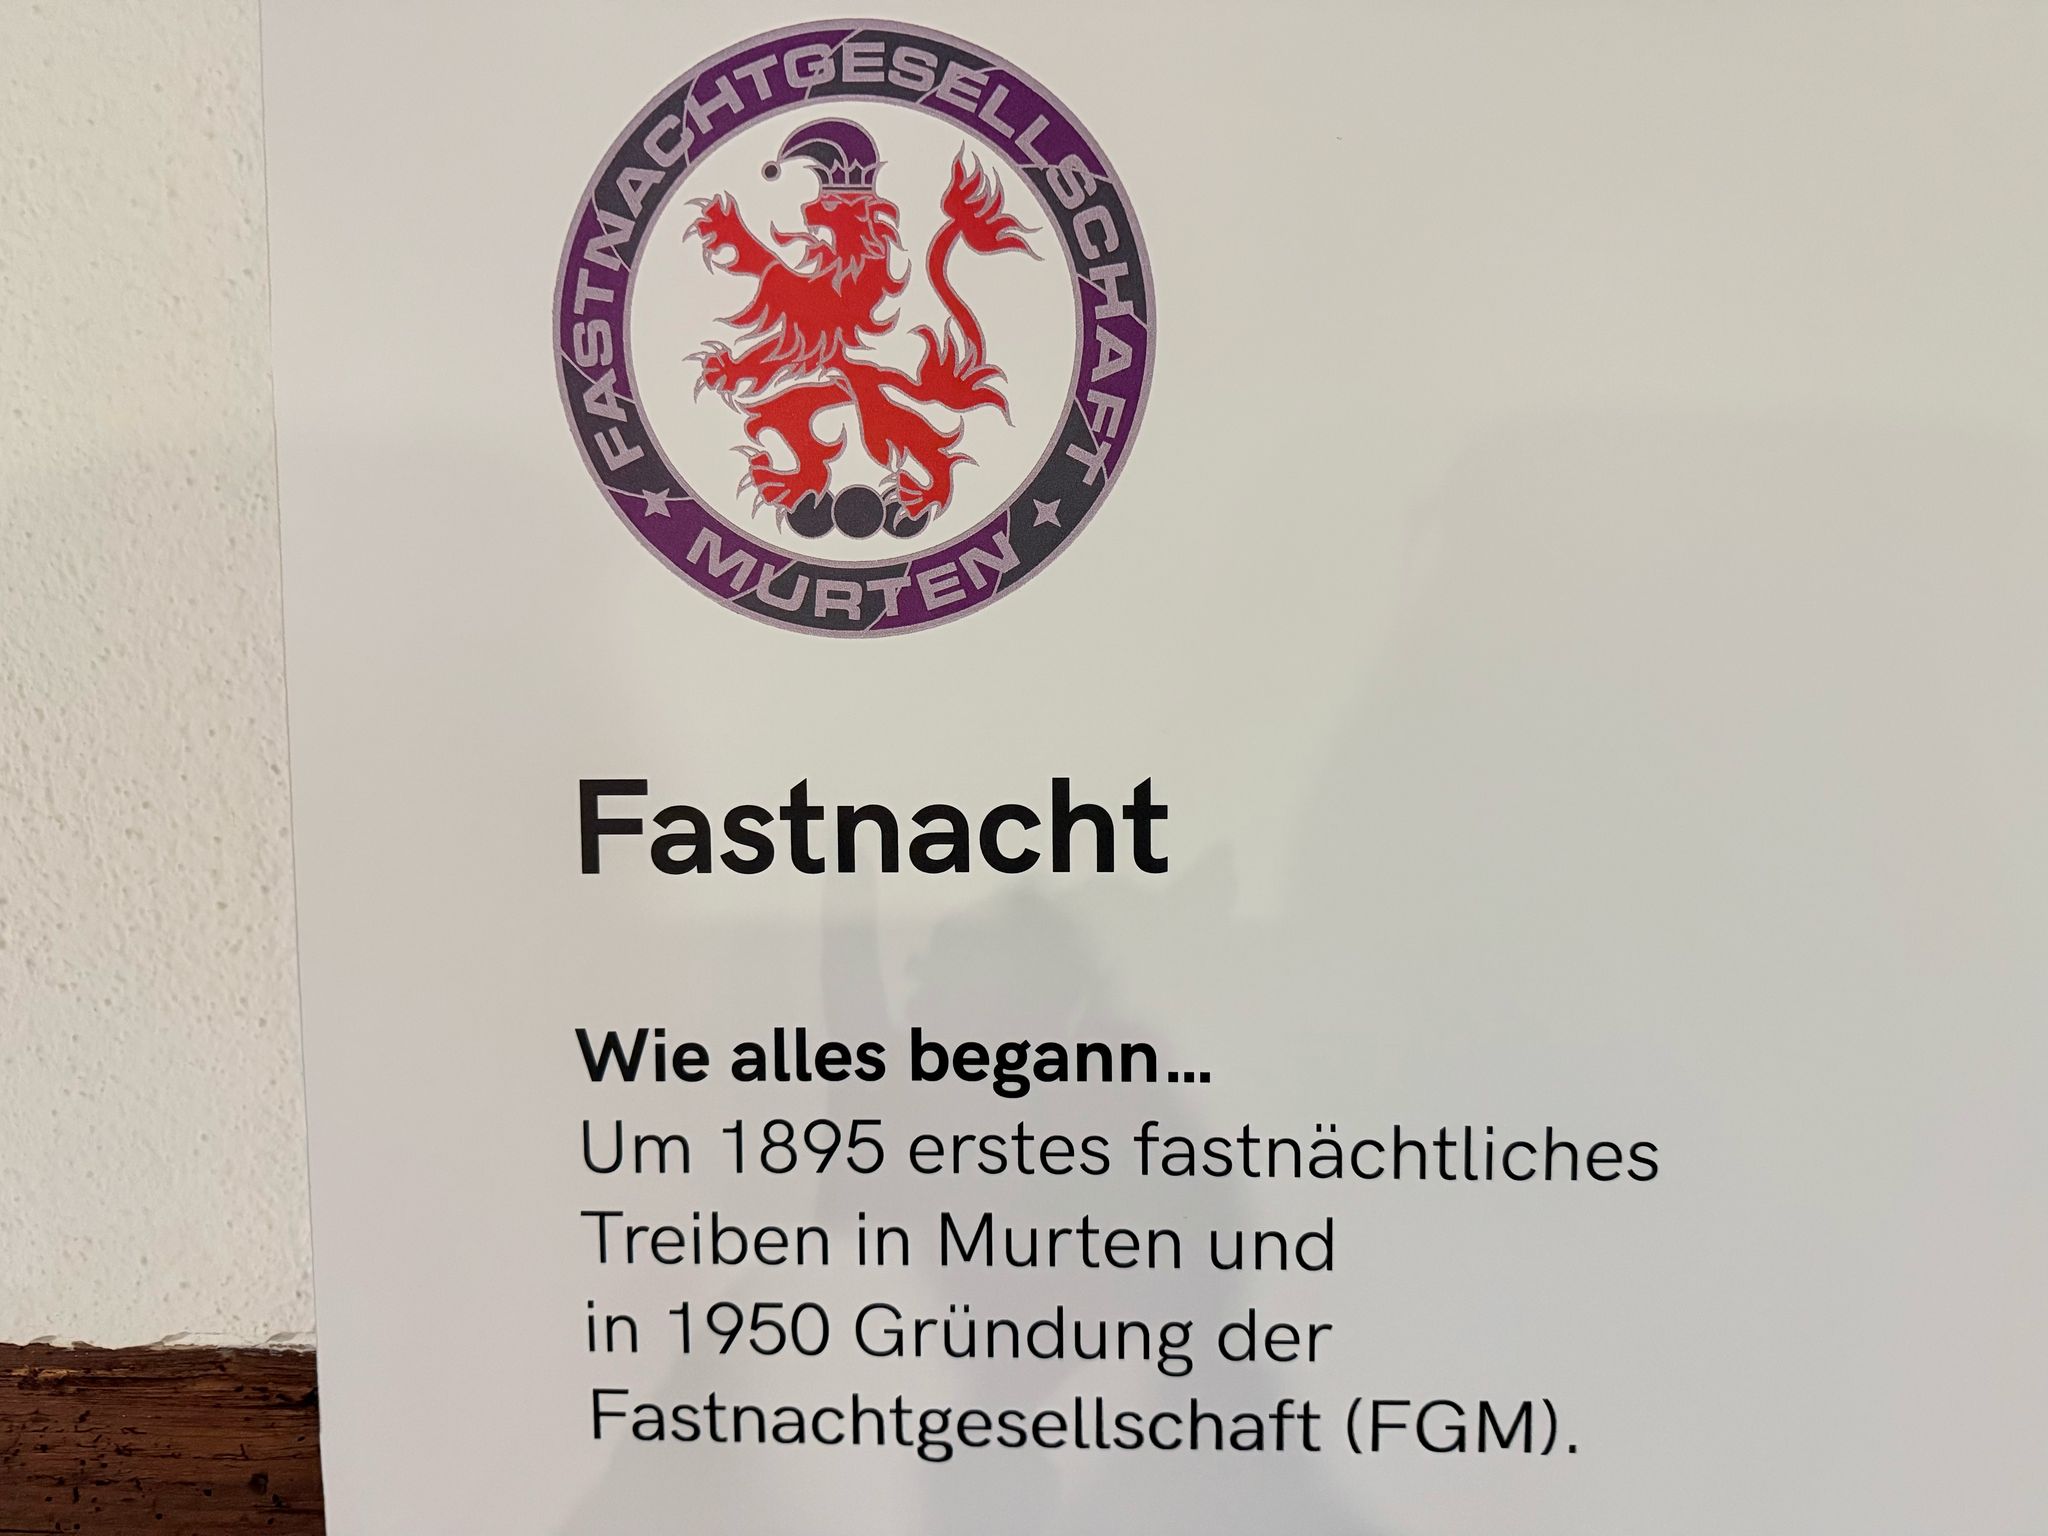 FASTNACHTGESELLSCHAFT
MURTEN
Fastnacht
Wie alles begann...
Um 1895 erstes fastnächtliches
Treiben in Murten und
in 1950 Gründung der
Fastnachtgesellschaft (FGM).